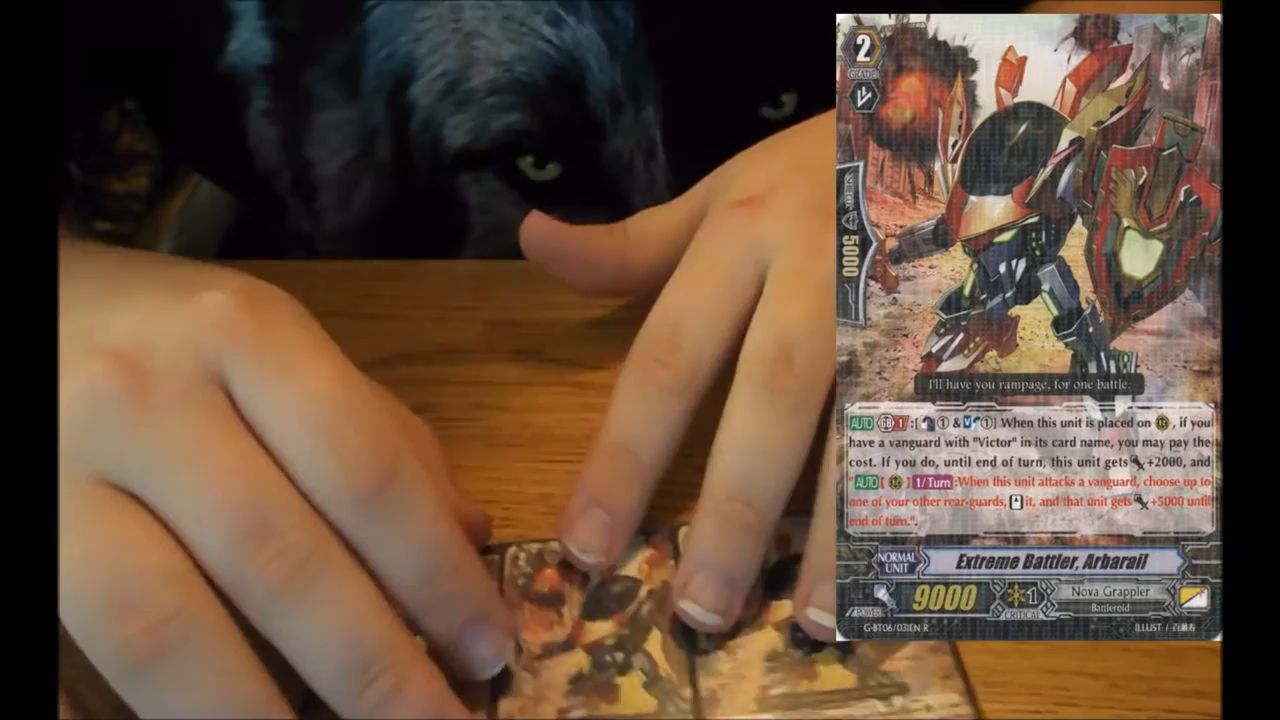 2
GRADE
SHIELD
5000
I'll have you rampage, for one battle.
AUTO GB 1 :[ 1 & 1] When this unit is placed on , if you
have a vanguard with "Victor" in its card name, you may pay the
cost. If you do, until end of turn, this unit gets +2000, and
"AUTO [ ] 1/Turn :When this unit attacks a vanguard, choose up to
one of your other rear-guards, it, and that unit gets +5000 until
end of turn.".
NORMAL
UNIT
Extreme Battler, Arbarail
POWER
9000
1
CRITICAL
Nova Grappler
Battleroid
G-BT06/031EN R
ILLUST /